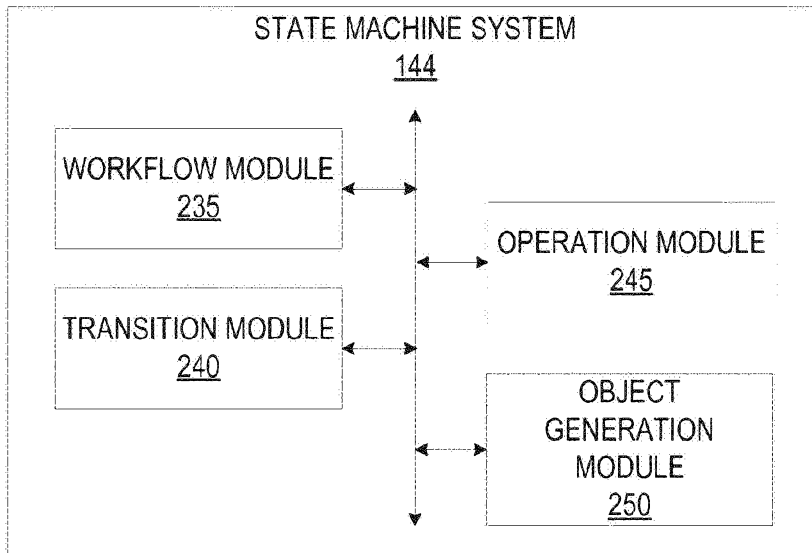 STATE MACHINE SYSTEM
144
WORKFLOW MODULE
235
OPERATION MODULE
245
TRANSITION MODULE
240
OBJECT
GENERATION
MODULE
250